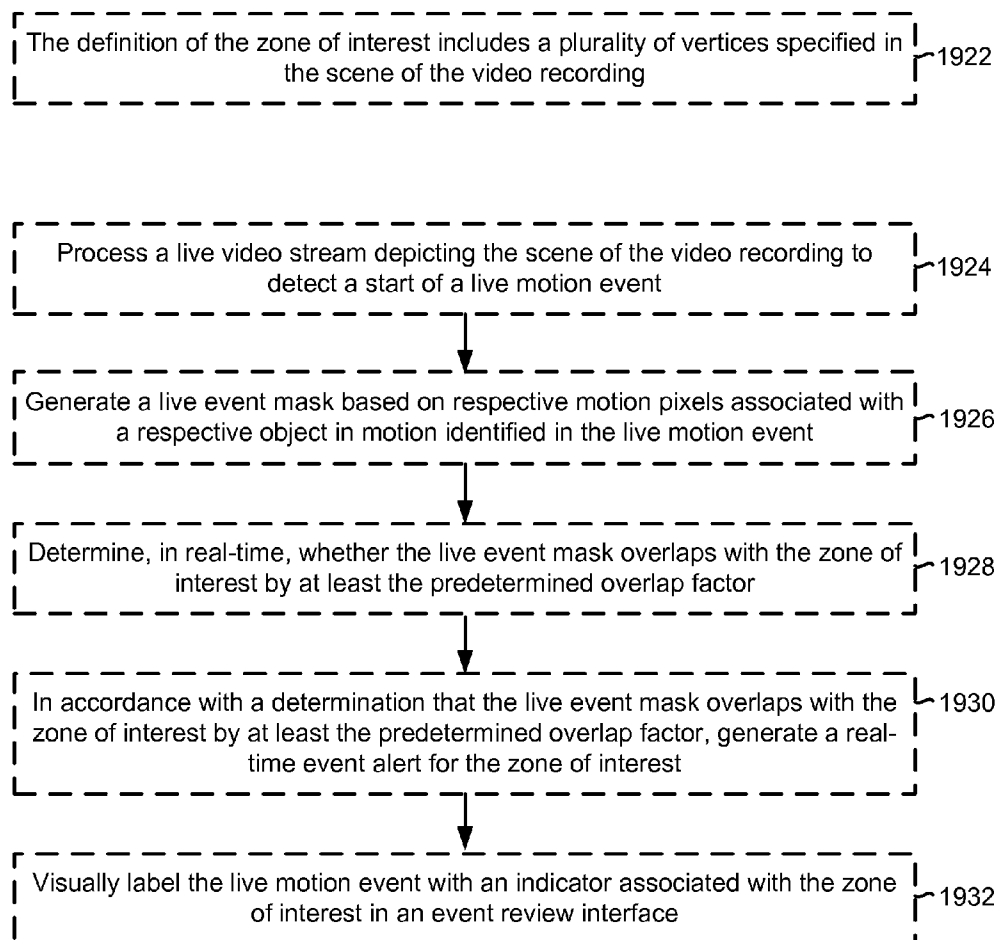 The definition of the zone of interest includes a plurality of vertices specified in
the scene of the video recording
1922
Process a live video stream depicting the scene of the video recording to
detect a start of a live motion event
1924
Generate a live event mask based on respective motion pixels associated with
a respective object in motion identified in the live motion event
1926
Determine, in real-time, whether the live event mask overlaps with the zone of
interest by at least the predetermined overlap factor
1928
In accordance with a determination that the live event mask overlaps with the
zone of interest by at least the predetermined overlap factor, generate a real-
time event alert for the zone of interest
1930
Visually label the live motion event with an indicator associated with the zone
of interest in an event review interface
1932